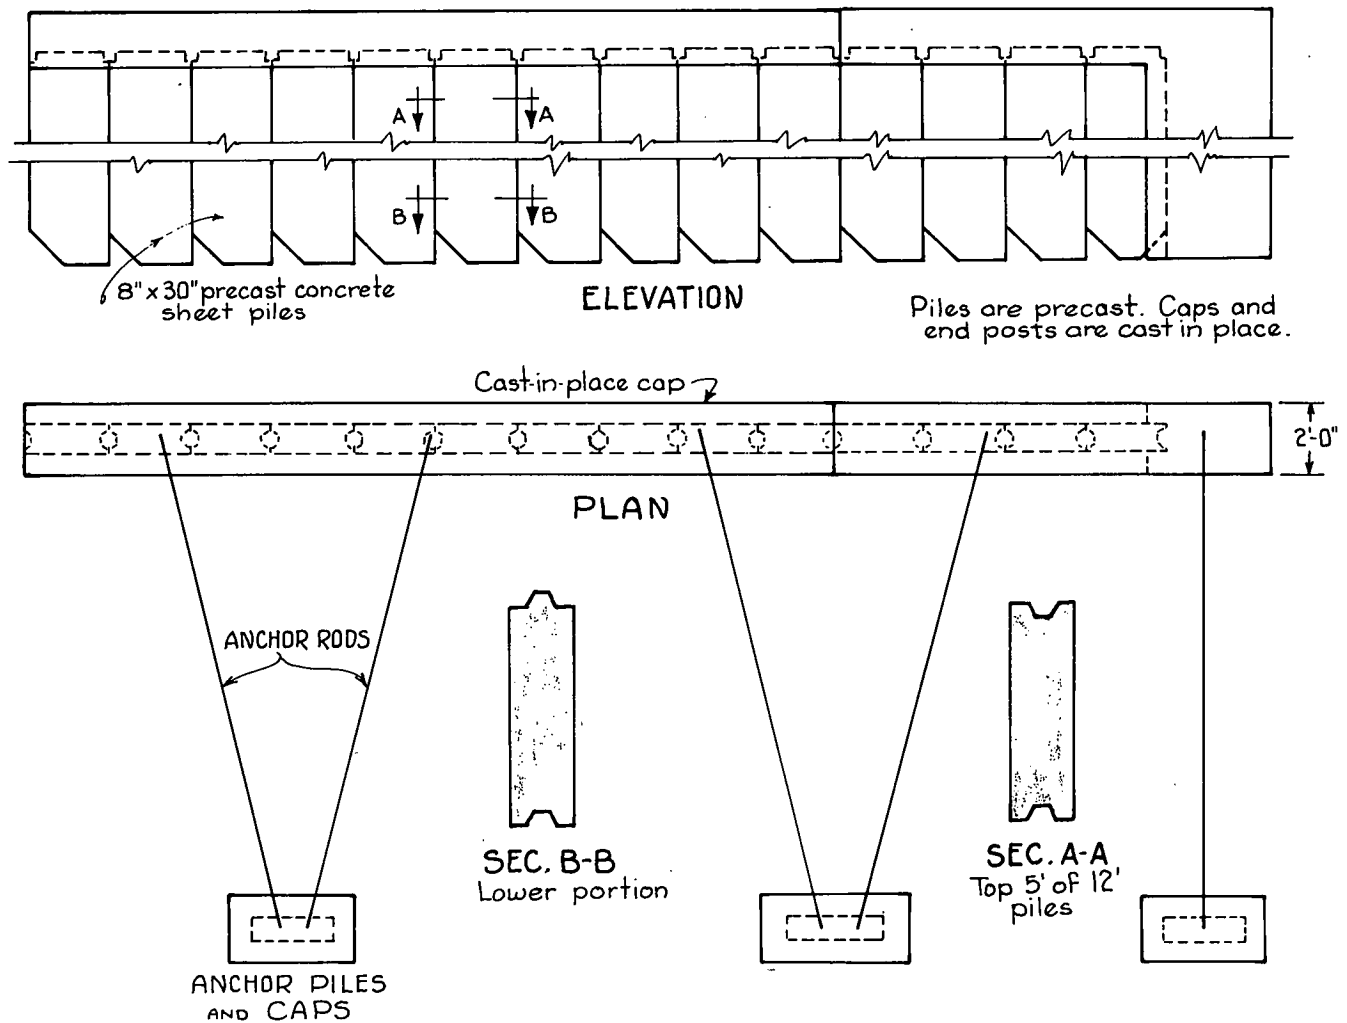 A
A
B
B
8"x30" precast concrete
sheet piles
ELEVATION
Piles are precast. Caps and
end posts are cast in place.
Cast-in-place cap
2'-0"
PLAN
ANCHOR RODS
SEC. B-B
Lower portion
SEC. A-A
Top 5' of 12'
piles
ANCHOR PILES
AND CAPS